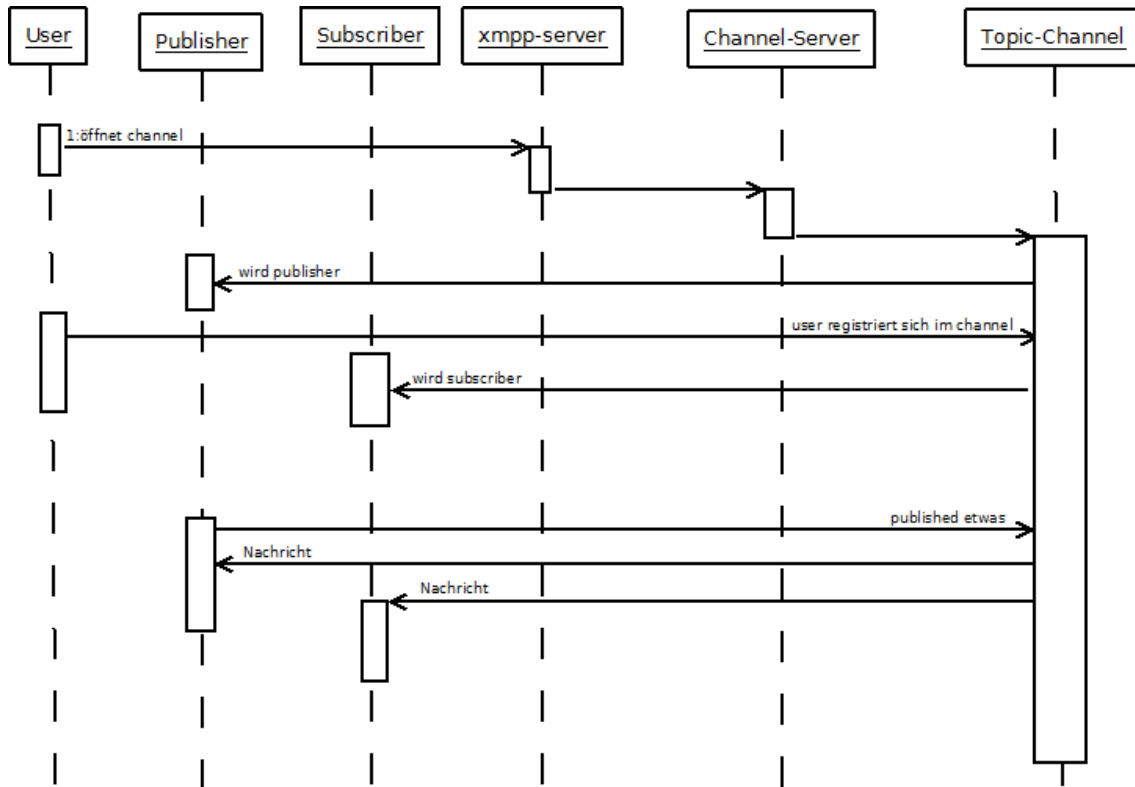 User
Publisher
Subscriber
xmpp-server
Channel-Server
Topic-Channel
1:öffnet channel
wird publisher
user registriert sich im channel
wird subscriber
published etwas
Nachricht
Nachricht